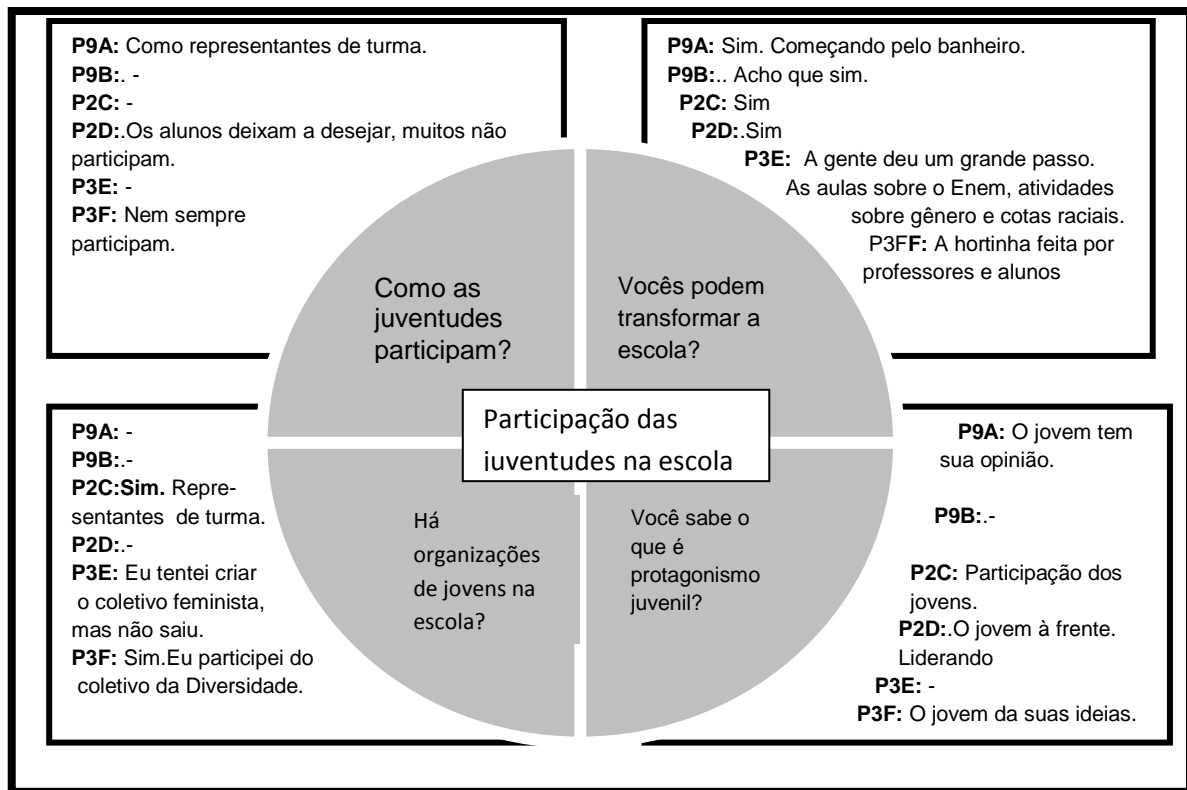 P9A: Como representantes de turma.
P9B:. -
P2C: -
P2D:.Os alunos deixam a desejar, muitos não
participam.
P3E: -
P3F: Nem sempre
participam.
P9A: Sim. Começando pelo banheiro.
P9B:.. Acho que sim.
P2C: Sim
P2D:.Sim
P3E: A gente deu um grande passo.
As aulas sobre o Enem, atividades
sobre gênero e cotas raciais.
P3FF: A hortinha feita por
professores e alunos
Como as
juventudes
participam?
Vocês podem
transformar a
escola?
Participação das
juventudes na escola
P9A: -
P9B:.-
P2C:Sim. Repre-
sentantes de turma.
P2D:.-
P3E: Eu tentei criar
o coletivo feminista,
mas não saiu.
P3F: Sim.Eu participei do
coletivo da Diversidade.
Há
organizações
de jovens na
escola?
Você sabe o
que é
protagonismo
juvenil?
P9A: O jovem tem
sua opinião.
P9B:.-
P2C: Participação dos
jovens.
P2D:.O jovem à frente.
Liderando
P3E: -
P3F: O jovem da suas ideias.